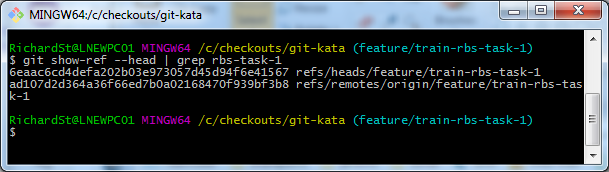 MINGW64:/c/checkouts/git-kata
RichardSt@LNEWPC01 MINGW64 /c/checkouts/git-kata (feature/train-rbs-task-1)
$ git show-ref --head | grep rbs-task-1
6eaac6cd4defa202b03e973057d45d94f6e41567 refs/heads/feature/train-rbs-task-1
ad107d2d364a36f66ed7b0a02168470f939bf3b8 refs/remotes/origin/feature/train-rbs-tas
k-1
RichardSt@LNEWPC01 MINGW64 /c/checkouts/git-kata (feature/train-rbs-task-1)
$